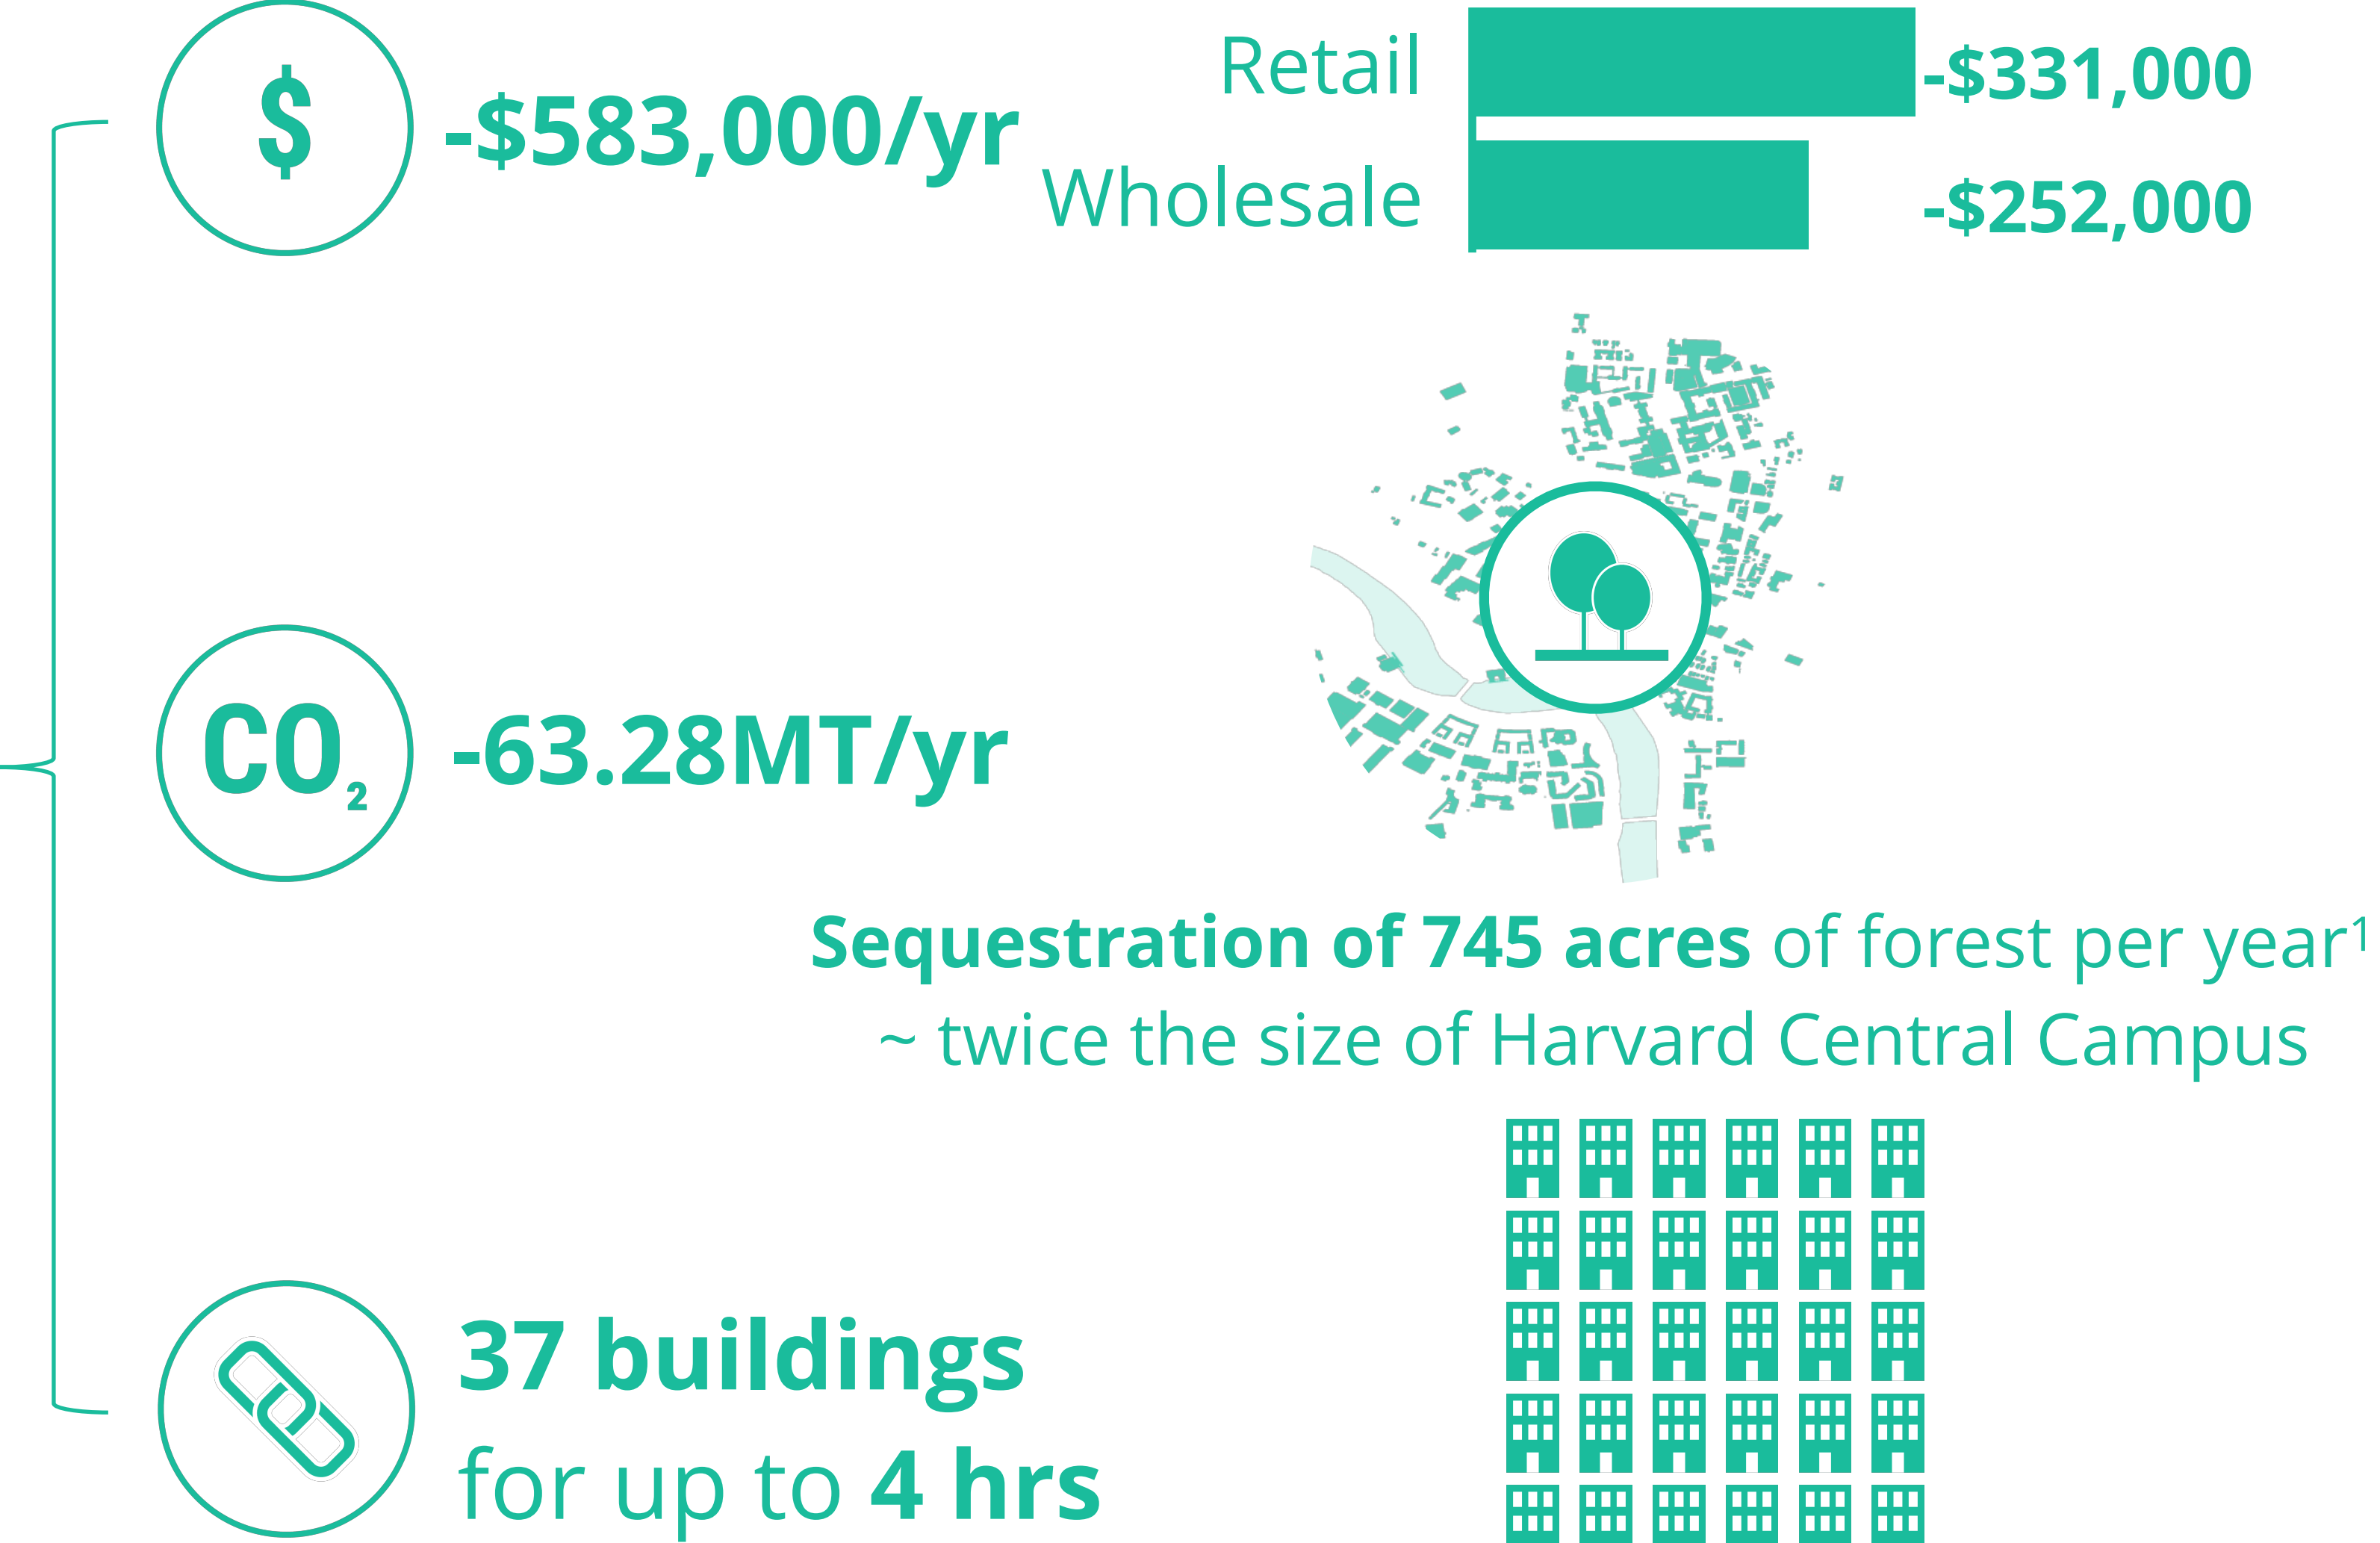 $
-$583,000/yr
Retail
-$331,000
Wholesale
-$252,000
CO₂
-63.28MT/yr
Sequestration of 745 acres of forest per year¹
~ twice the size of Harvard Central Campus
37 buildings
for up to 4 hrs